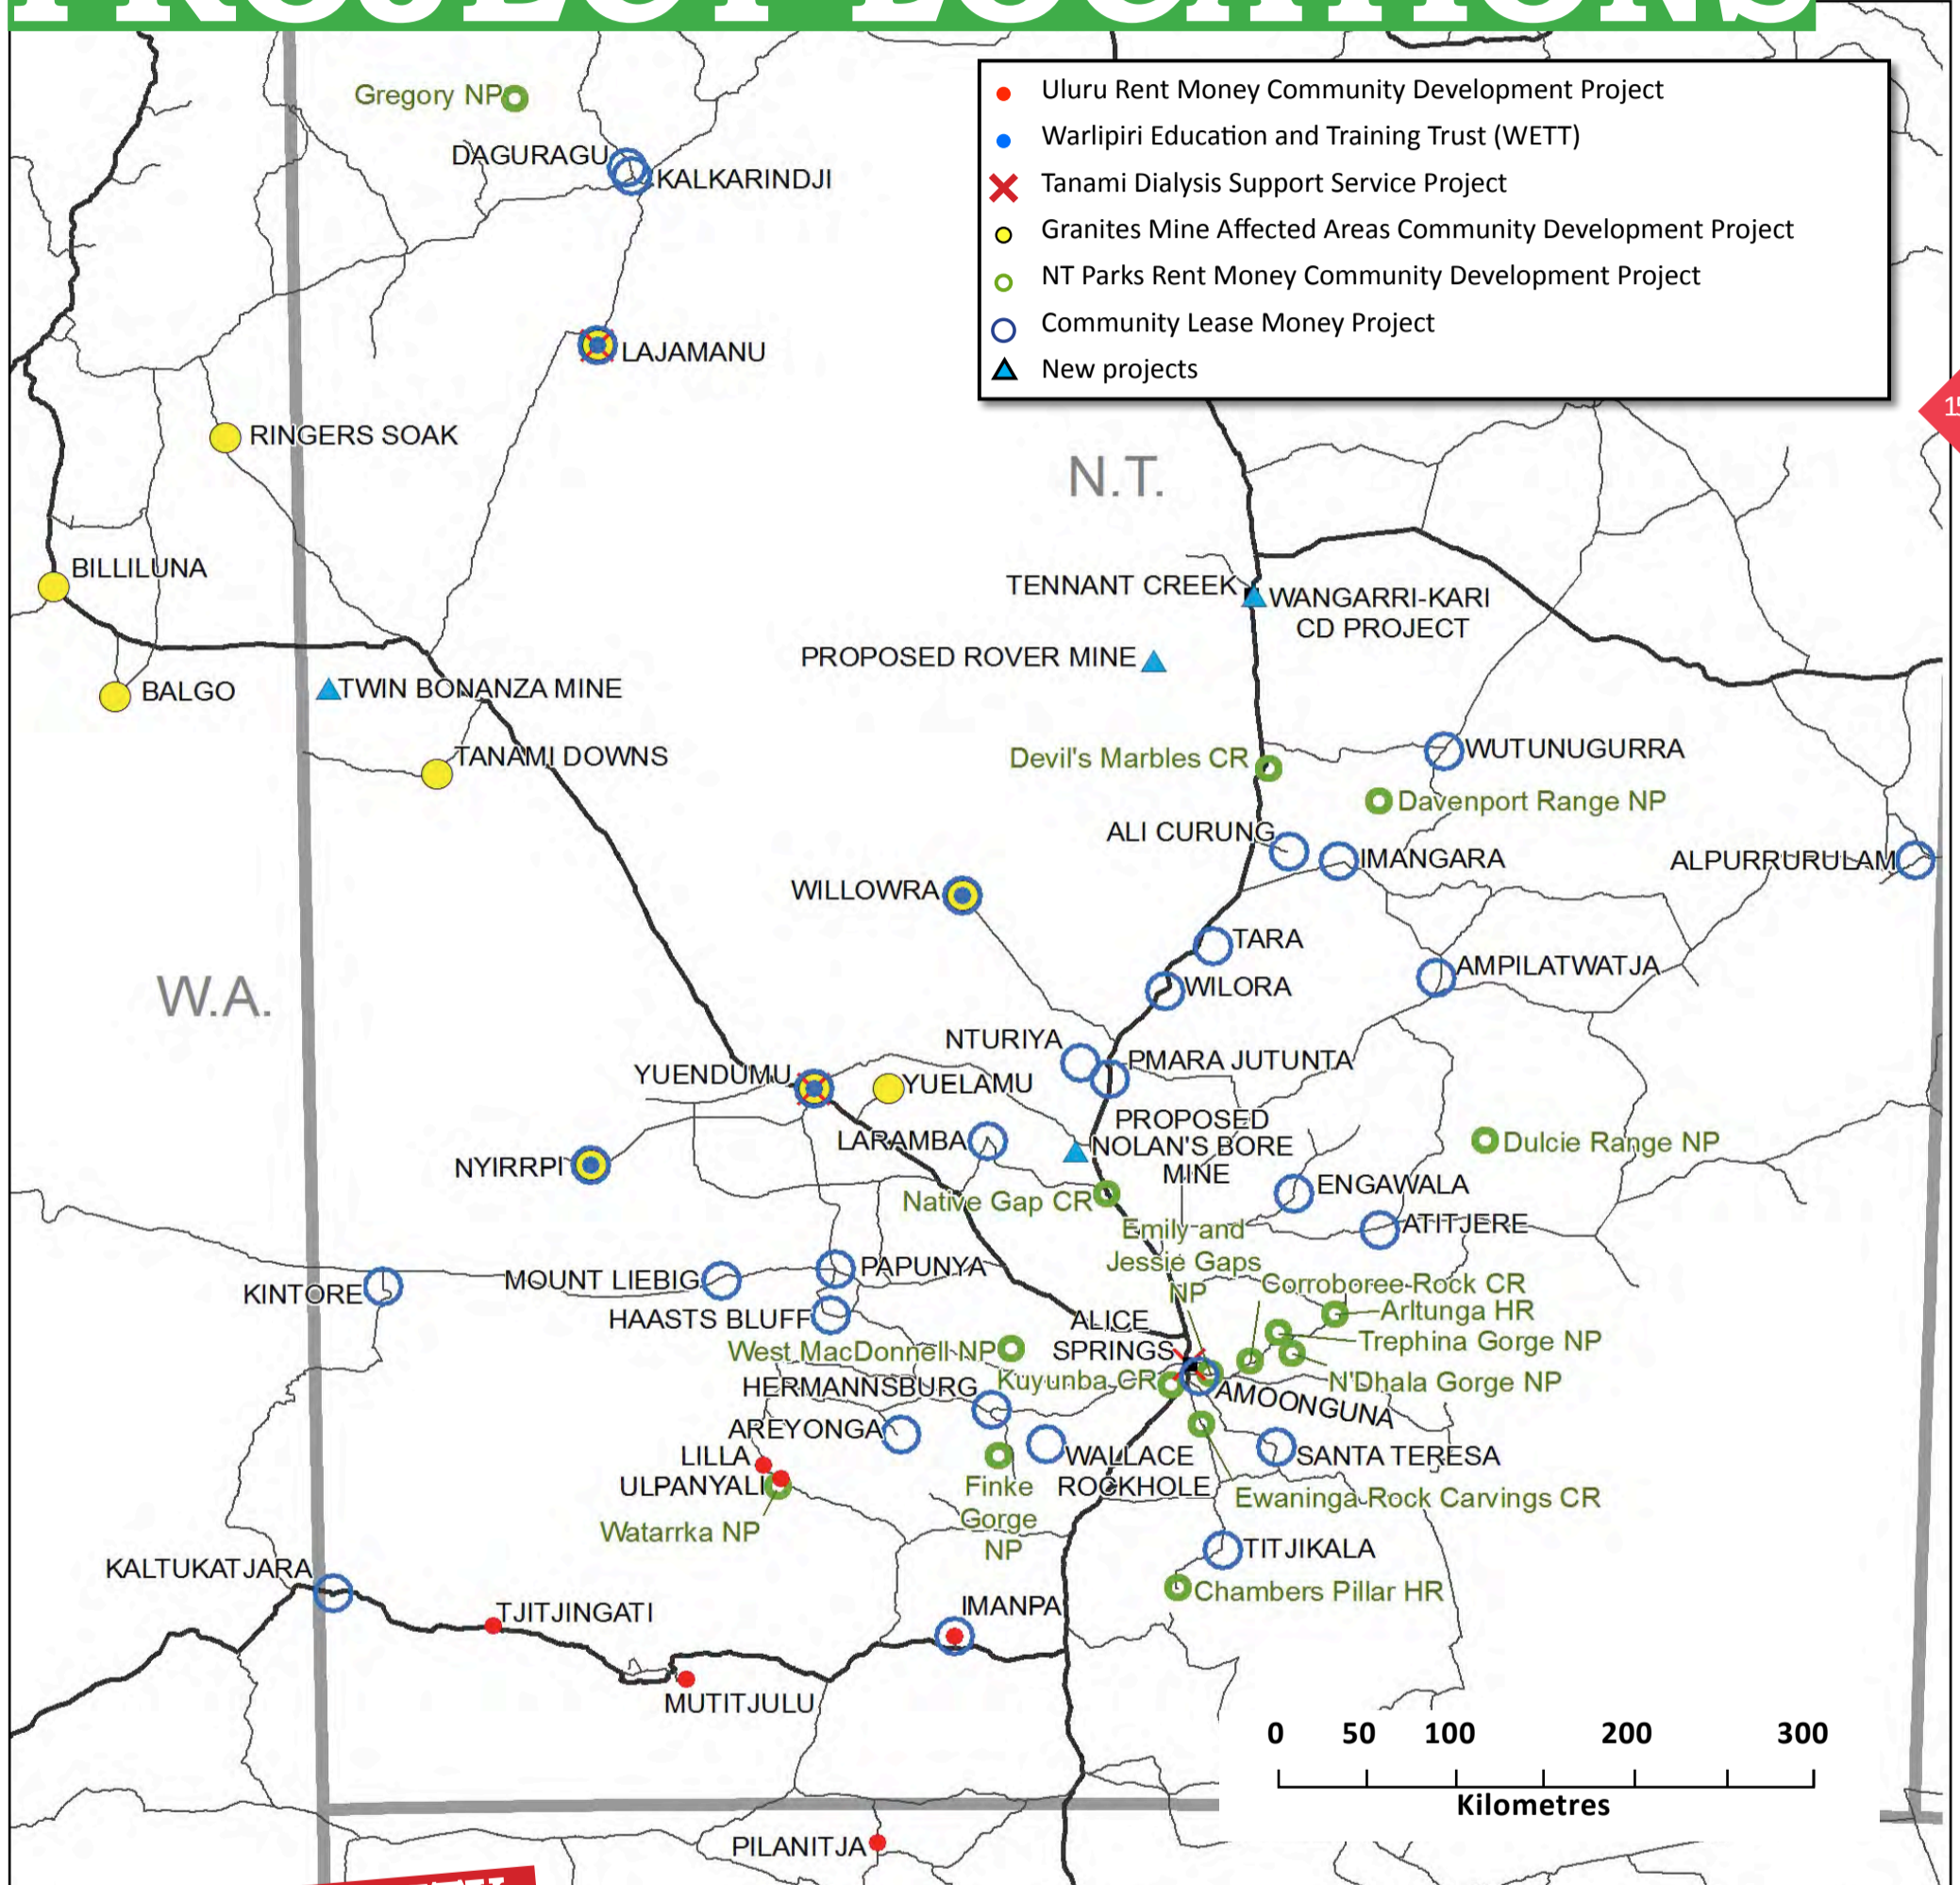 PROJECT LOCATIONS
Uluru Rent Money Community Development Project
Warlipiri Education and Training Trust (WETT)
Tanami Dialysis Support Service Project
Granites Mine Affected Areas Community Development Project
NT Parks Rent Money Community Development Project
Community Lease Money Project
New projects
Gregory NP
DAGURAGU
KALKARINDJI
LAJAMANU
15
RINGERS SOAK
N.T.
BILLILUNA
TENNANT CREEK
WANGARRI-KARI
CD PROJECT
PROPOSED ROVER MINE
BALGO
TWIN BONANZA MINE
TANAMI DOWNS
Devil's Marbles CR
WUTUNUGURRA
Davenport Range NP
ALI CURUNG
IMANGARA
ALPURRURULAM
WILLOWRA
TARA
AMPILATWATJA
W.A.
WILORA
NTURIYA
PMARA JUTUNTA
YUENDUMU
YUELAMU
PROPOSED
NOLAN'S BORE
MINE
LARAMBA
Dulcie Range NP
NYIRRPI
ENGAWALA
Native Gap CR
ATITJERE
Emily and
Jessie Gaps
NP
PAPUNYA
MOUNT LIEBIG
KINTORE
Corroboree Rock CR
Arltunga HR
HAASTS BLUFF
ALICE
SPRINGS
Trephina Gorge NP
West MacDonnell NP
Kuyunba CR
N'Dhala Gorge NP
HERMANNSBURG
AMOONGUNA
AREYONGA
LILLA
WALLACE
ROCKHOLE
SANTA TERESA
ULPANYALI
Finke
Gorge
NP
Ewaninga Rock Carvings CR
Watarrka NP
TITJIKALA
KALTUKATJARA
Chambers Pillar HR
TJITJINGATI
IMANPA
MUTITJULU
0 50 100 200 300
Kilometres
PILANITJA